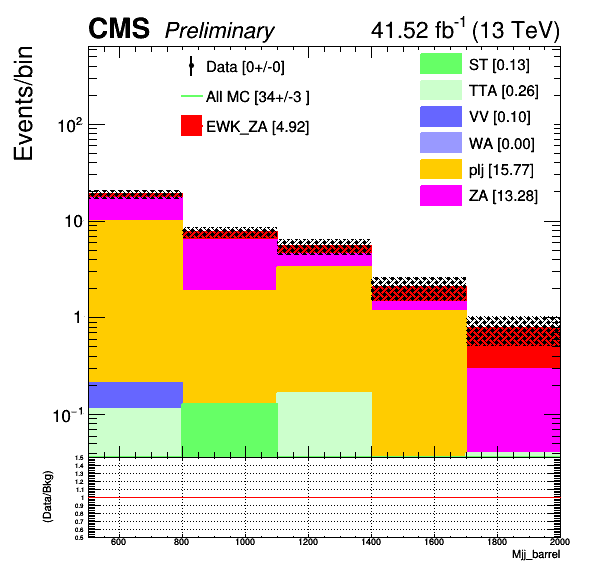 CMS Preliminary 41.52 fb⁻¹ (13 TeV)
Events/bin
Data [0+/-0]
All MC [34+/-3 ]
EWK_ZA [4.92]
ST [0.13]
TTA [0.26]
VV [0.10]
WA [0.00]
plj [15.77]
ZA [13.28]
10²
10
1
10⁻¹
(Data/Bkg)
1.5
1.4
1.3
1.2
1.1
1
0.9
0.8
0.7
0.6
0.5
600 800 1000 1200 1400 1600 1800 2000
Mjj_barrel